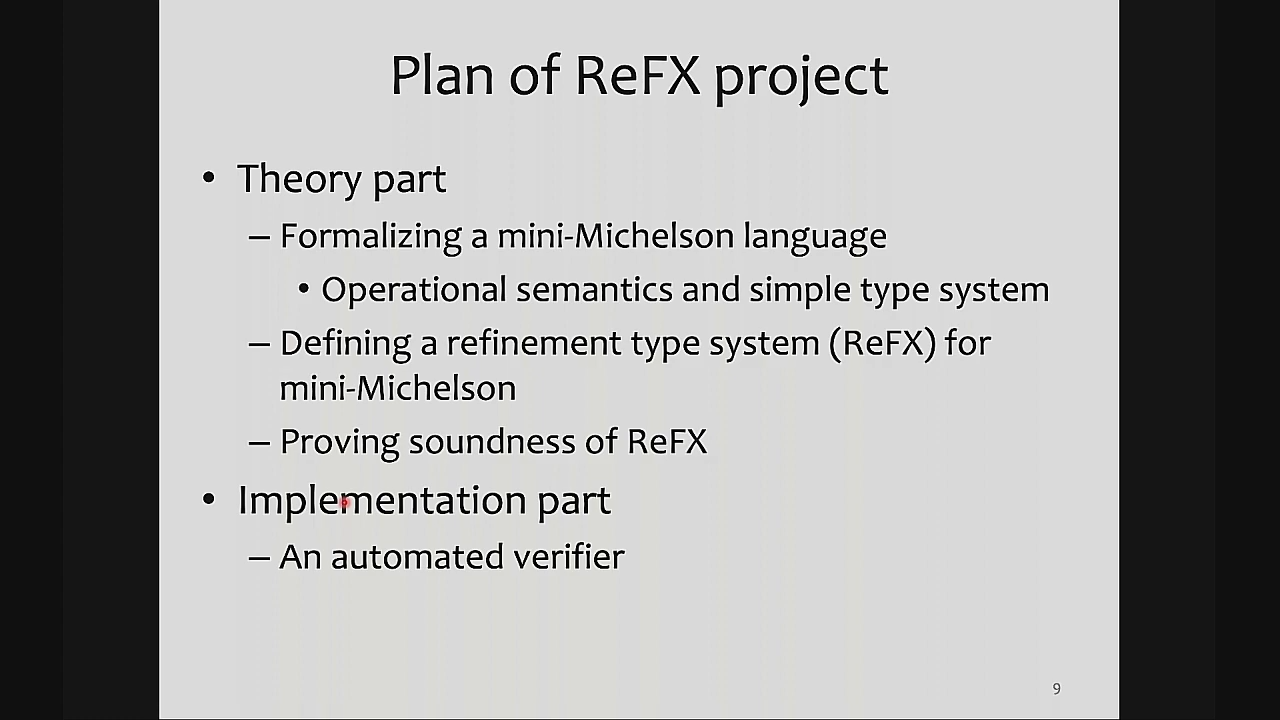 Plan of ReFX project
• Theory part
– Formalizing a mini-Michelson language
• Operational semantics and simple type system
– Defining a refinement type system (ReFX) for
mini-Michelson
– Proving soundness of ReFX
• Implementation part
– An automated verifier
9